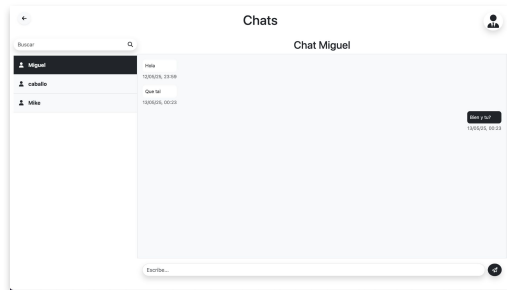 Chats
Buscar
Chat Miguel
Miguel
caballo
Mike
Hola
12/05/25, 23:59
Que tal
13/05/25, 00:23
Bien y tu?
13/05/25, 00:23
Escribe...